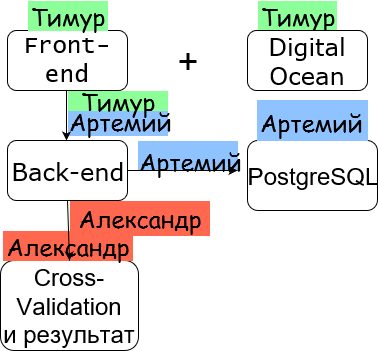 Тимур
Front-
end
+
Тимур
Digital
Ocean
Тимур
Артемий
Back-end
Артемий
Артемий
PostgreSQL
Александр
Александр
Cross-
Validation
и результат